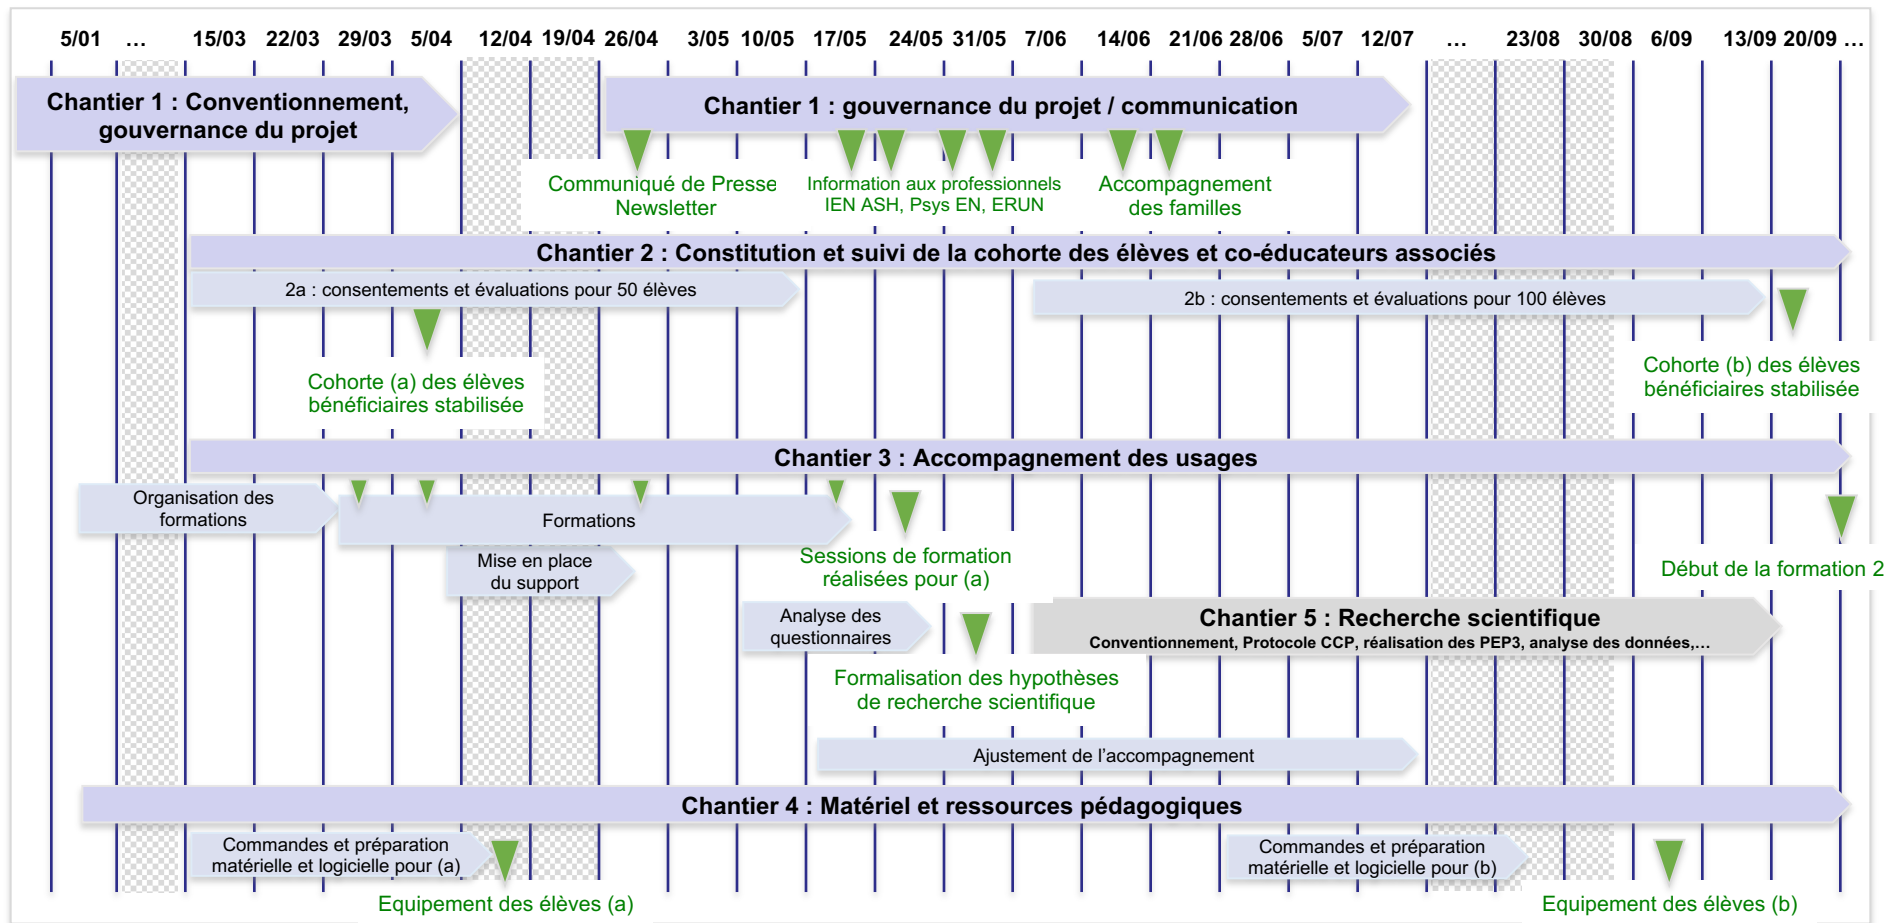 5/01 … 15/03 22/03 29/03 5/04 12/04 19/04 26/04 3/05 10/05 17/05 24/05 31/05 7/06 14/06 21/06 28/06 5/07 12/07 … 23/08 30/08 6/09 13/09 20/09 …
Chantier 1 : Conventionnement,
gouvernance du projet
Chantier 1 : gouvernance du projet / communication
Communiqué de Presse
Newsletter
Information aux professionnels
IEN ASH, Psys EN, ERUN
Accompagnement
des familles
Chantier 2 : Constitution et suivi de la cohorte des élèves et co-éducateurs associés
2a : consentements et évaluations pour 50 élèves
2b : consentements et évaluations pour 100 élèves
Cohorte (a) des élèves
bénéficiaires stabilisée
Cohorte (b) des élèves
bénéficiaires stabilisée
Chantier 3 : Accompagnement des usages
Organisation des
formations
Formations
Mise en place
du support
Sessions de formation
réalisées pour (a)
Début de la formation 2
Analyse des
questionnaires
Chantier 5 : Recherche scientifique
Conventionnement, Protocole CCP, réalisation des PEP3, analyse des données,…
Formalisation des hypothèses
de recherche scientifique
Ajustement de l’accompagnement
Chantier 4 : Matériel et ressources pédagogiques
Commandes et préparation
matérielle et logicielle pour (a)
Commandes et préparation
matérielle et logicielle pour (b)
Equipement des élèves (a)
Equipement des élèves (b)